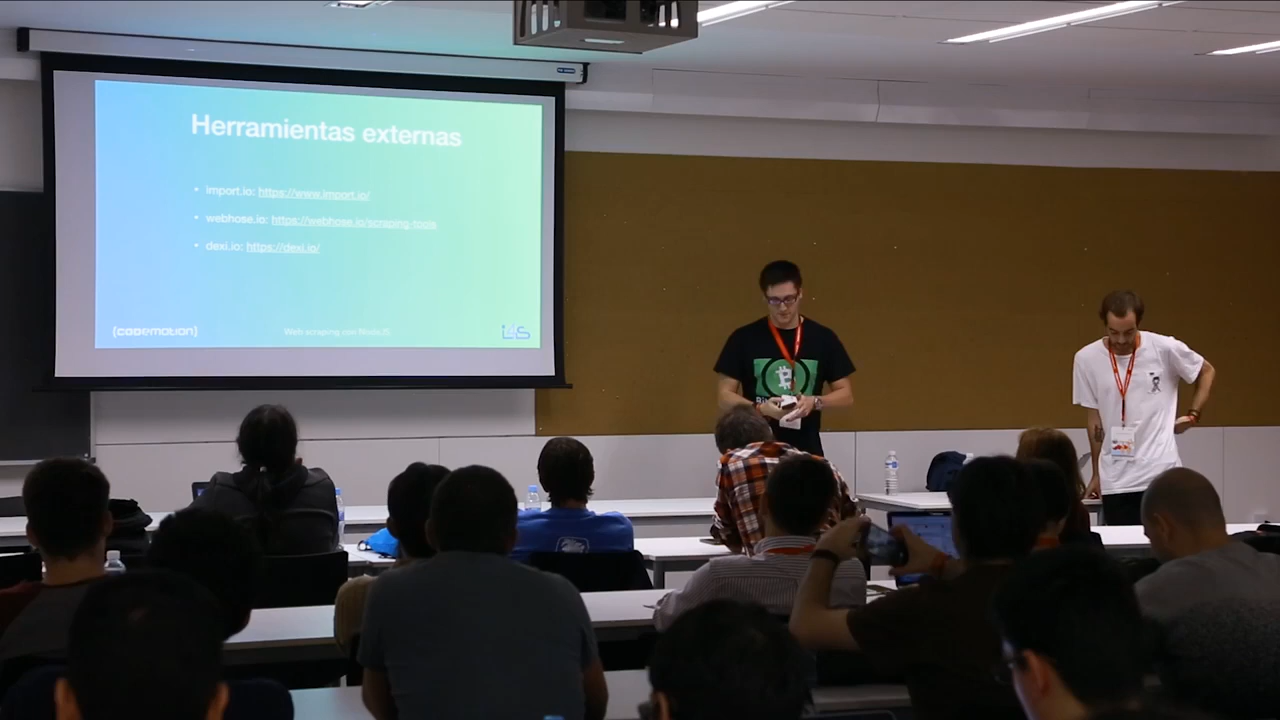 Herramientas externas
• import.io: https://www.import.io/
• webhose.io: https://webhose.io/scraping-tools
• dexi.io: https://dexi.io/
{codemotion}
Web scraping con NodeJS